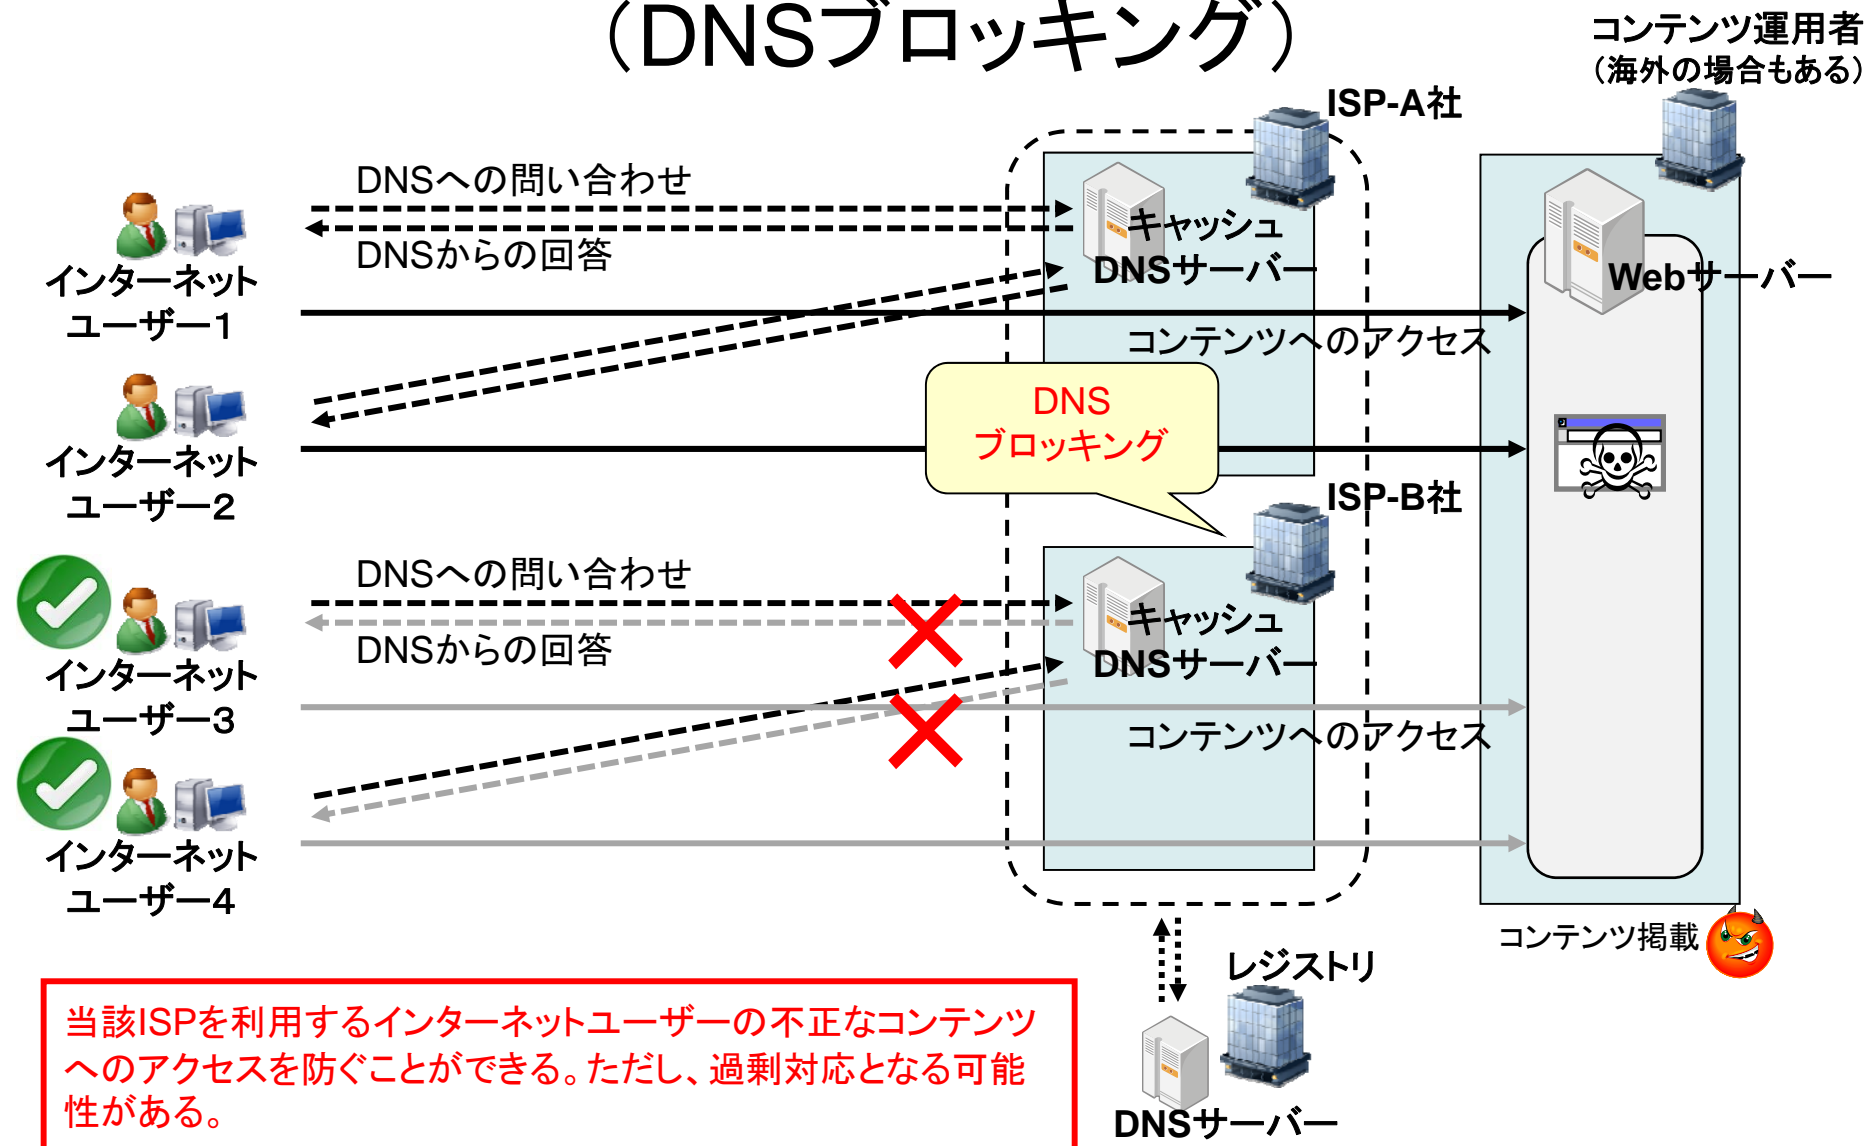 （DNSブロッキング）
コンテンツ運用者
（海外の場合もある）
ISP-A社
DNSへの問い合わせ
DNSからの回答
キャッシュ
DNSサーバー
Webサーバー
インターネット
ユーザー1
コンテンツへのアクセス
DNS
ブロッキング
インターネット
ユーザー2
ISP-B社
DNSへの問い合わせ
DNSからの回答
キャッシュ
DNSサーバー
インターネット
ユーザー3
コンテンツへのアクセス
インターネット
ユーザー4
コンテンツ掲載
レジストリ
DNSサーバー
当該ISPを利用するインターネットユーザーの不正なコンテンツ
へのアクセスを防ぐことができる。ただし、過剰対応となる可能
性がある。